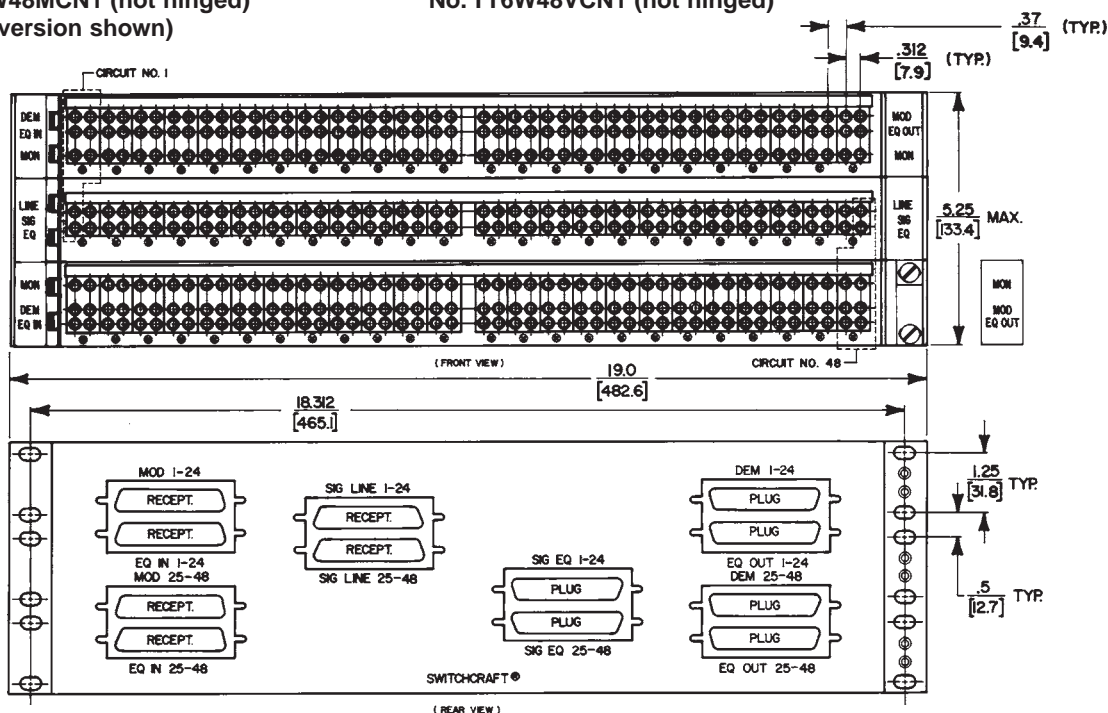 W48MCNT (not hinged)
version shown)
No. TT6W48VCNT (not hinged)
.37
[9.4]
(TYP.)
.312
[7.9]
(TYP.)
CIRCUIT NO. 1
DEM
EQ IN
MON
MOD
EQ OUT
MON
LINE
SIG
EQ
LINE
SIG
EQ
5.25
[133.4]
MAX.
MON
DEM
EQ IN
MON
MOD
EQ OUT
(FRONT VIEW)
CIRCUIT NO. 48
19.0
[482.6]
18.312
[465.1]
MOD 1-24
RECEPT.
RECEPT.
EQ IN 1-24
MOD 25-48
RECEPT.
RECEPT.
EQ IN 25-48
SIG LINE 1-24
RECEPT.
RECEPT.
SIG LINE 25-48
SIG EQ 1-24
PLUG
PLUG
SIG EQ 25-48
DEM 1-24
PLUG
PLUG
EQ OUT 1-24
DEM 25-48
PLUG
PLUG
EQ OUT 25-48
1.25
[31.8]
TYP.
.5
[12.7]
TYP.
SWITCHCRAFT®
(REAR VIEW)